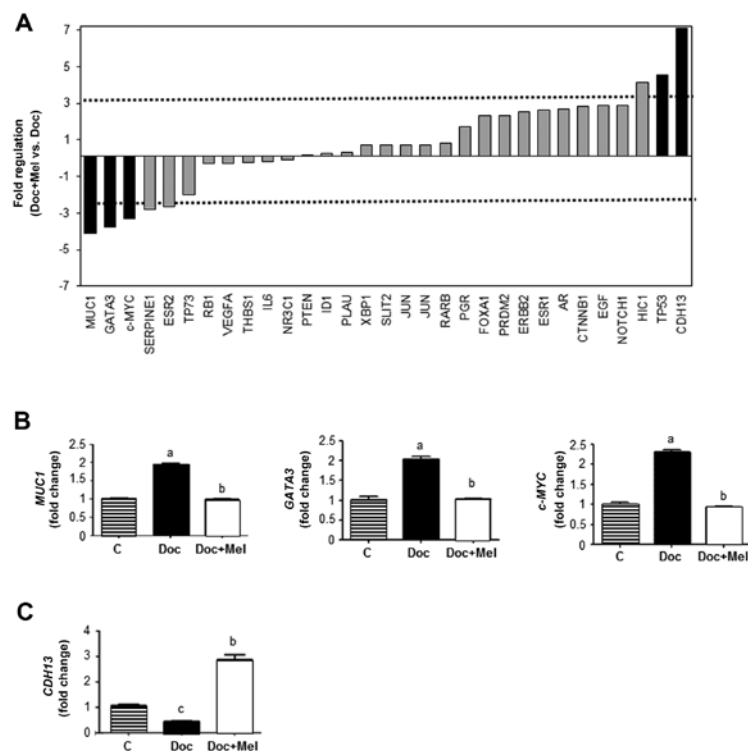 A
Fold regulation
(Doc+Mel vs. Doc)
7
5
3
1
-1
-3
-5
-7
MUC1
GATA3
c-MYC
SERPINE1
ESR2
TP73
RB1
VEGFA
THBS1
IL6
NR3C1
PTEN
ID1
PLAU
XBP1
SLIT2
JUN
JUN
RARB
PGR
FOXA1
PRDM2
ERBB2
ESR1
AR
CTNNB1
EGF
NOTCH1
HIC1
TP53
CDH13
B
MUC1
(fold change)
2.5
2
1.5
1
0.5
0
a
b
C Doc Doc+Mel
GATA3
(fold change)
2.5
2
1.5
1
0.5
0
a
b
C Doc Doc+Mel
c-MYC
(fold change)
2.5
2
1.5
1
0.5
0
a
b
C Doc Doc+Mel
C
CDH13
(fold change)
4
3
2
1
0
c
b
C Doc Doc+Mel